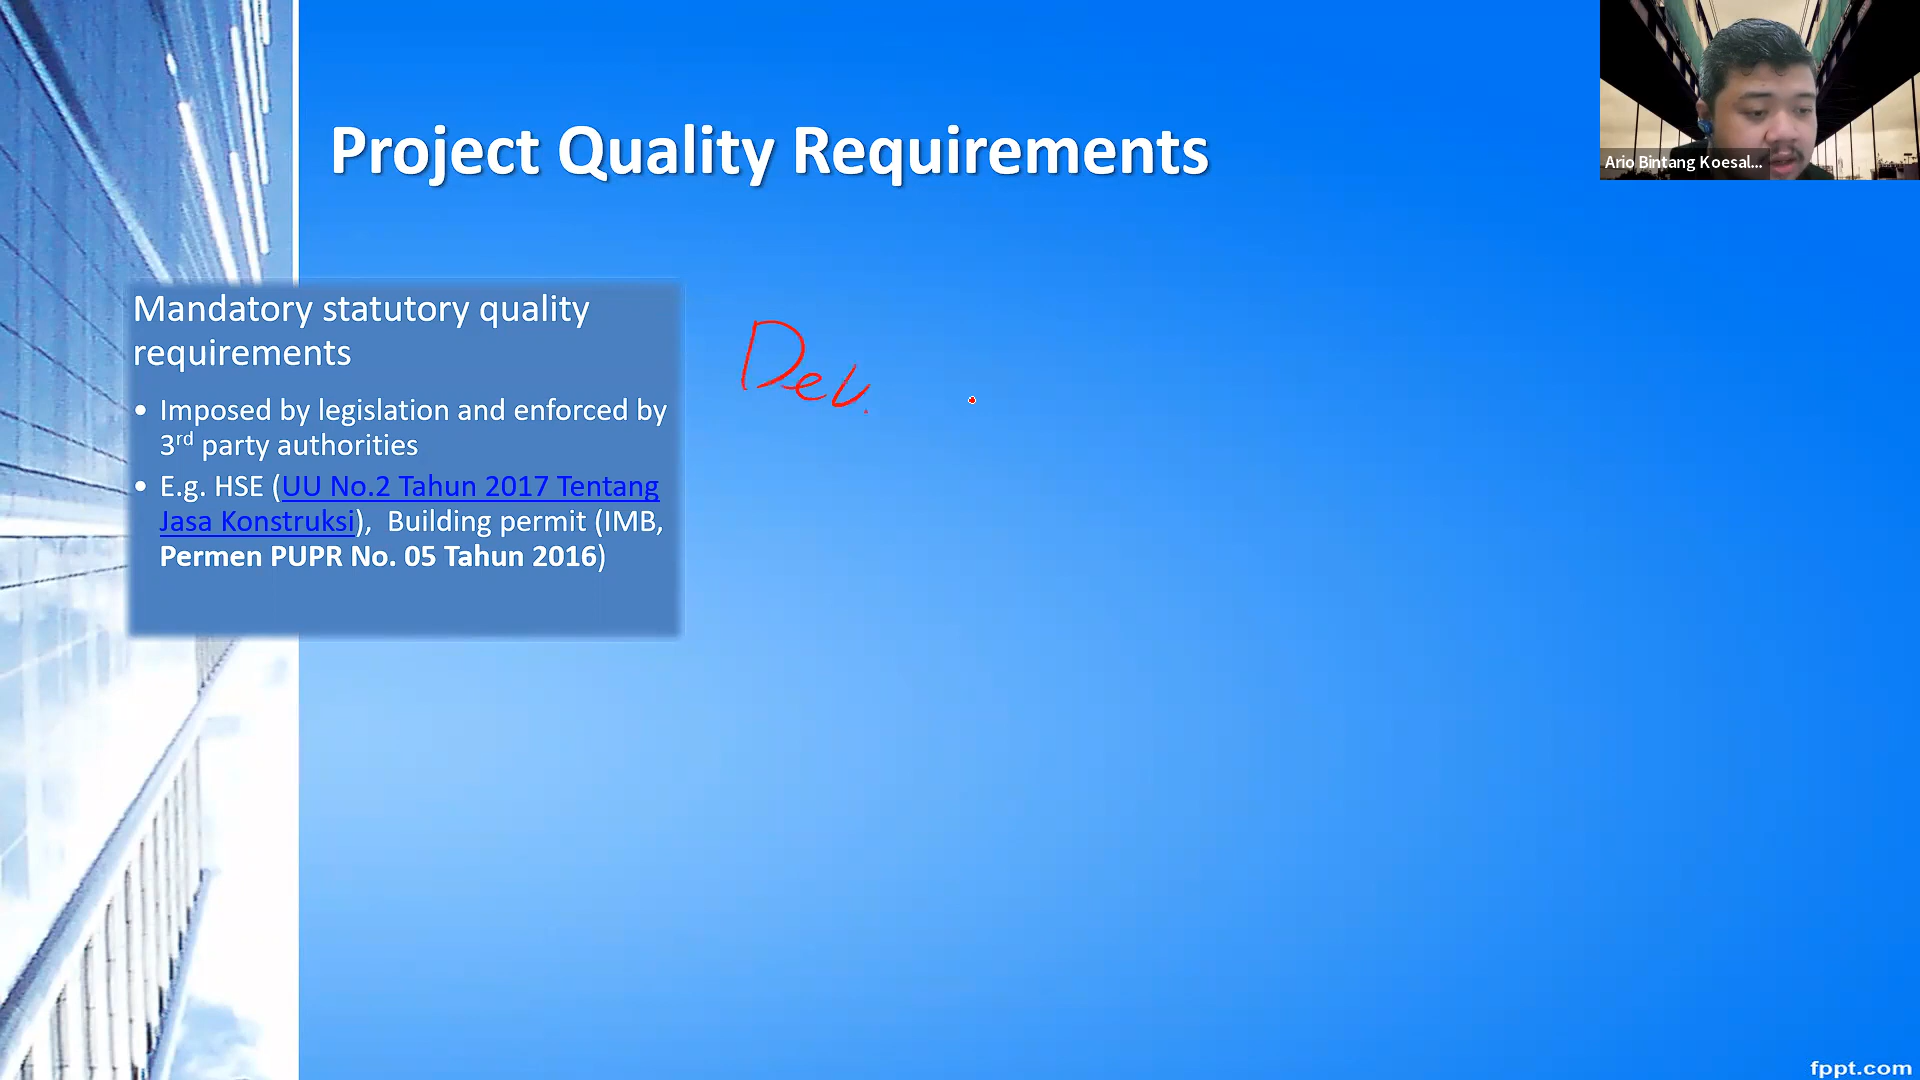 Project Quality Requirements
Ario Bintang Koesal...
Mandatory statutory quality
requirements
• Imposed by legislation and enforced by
3rd party authorities
• E.g. HSE (UU No.2 Tahun 2017 Tentang
Jasa Konstruksi), Building permit (IMB,
Permen PUPR No. 05 Tahun 2016)
Dev.
fppt.com